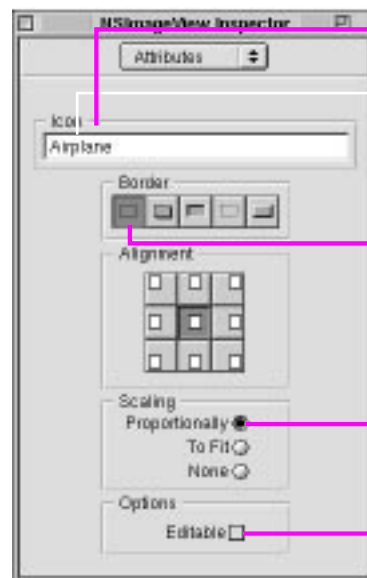 NSImageView Inspector
Attributes
Icon
Airplane
Border
Alignment
Scaling
Proportionally
To Fit
None
Options
Editable